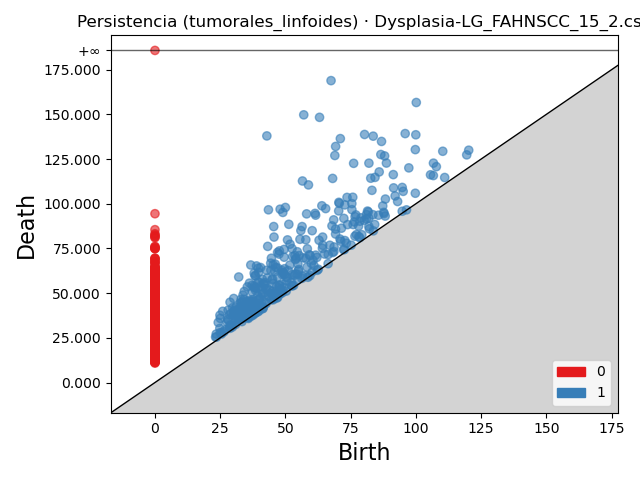 Persistencia (tumorales_linfoides) · Dysplasia-LG_FAHNSCC_15_2.cs
+∞
175.000
150.000
125.000
100.000
75.000
50.000
25.000
0.000
Death
0
1
0 25 50 75 100 125 150 175
Birth